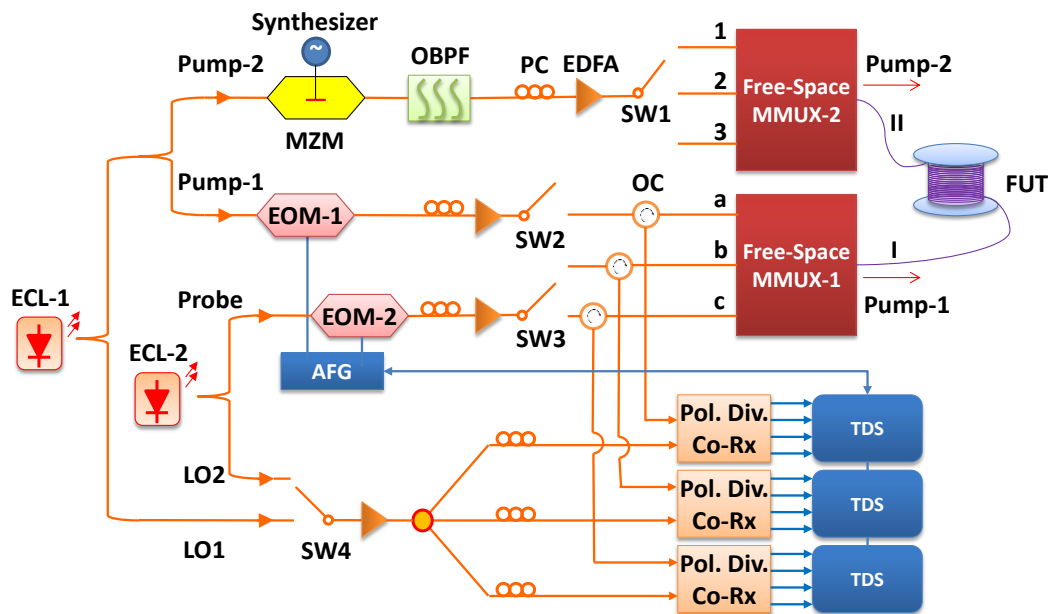 Synthesizer
~
Pump-2
OBPF
PC
EDFA
MZM
SW1
1
2
3
Free-Space
MMUX-2
Pump-2
II
FUT
Pump-1
EOM-1
SW2
OC
a
b
c
Free-Space
MMUX-1
I
Pump-1
ECL-1
Probe
EOM-2
SW3
ECL-2
AFG
LO2
LO1
SW4
Pol. Div.
Co-Rx
TDS
Pol. Div.
Co-Rx
TDS
Pol. Div.
Co-Rx
TDS